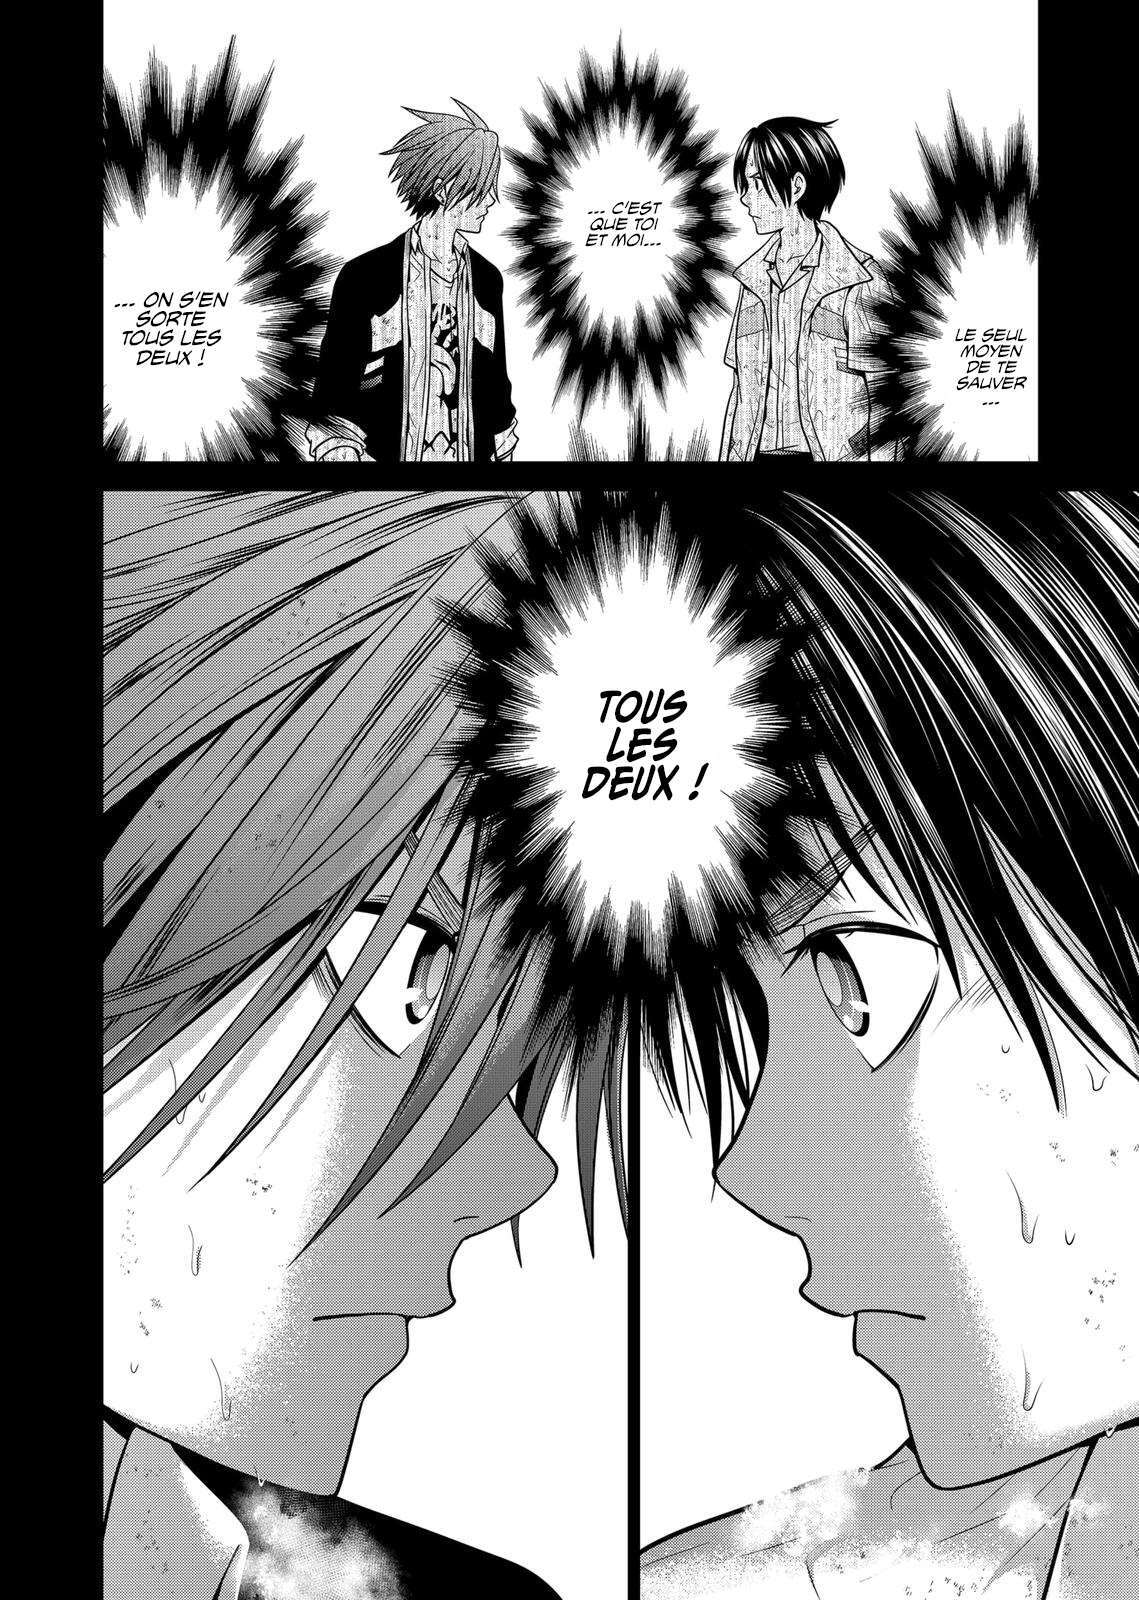 LE SEUL
MOYEN
DE TE
SAUVER
...
... C'EST
QUE TOI
ET MOI...
... ON S'EN
SORTE
TOUS LES
DEUX !
TOUS
LES
DEUX !